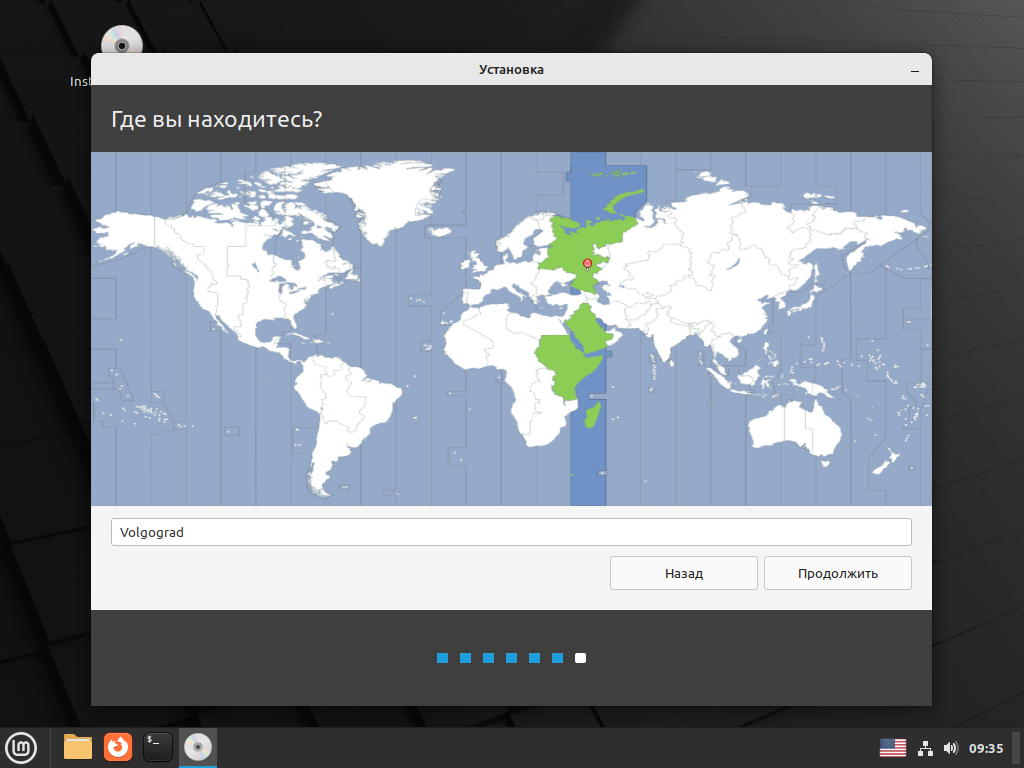 Установка
Inst
Где вы находитесь?
Volgograd
Назад
Продолжить
$_
09:35